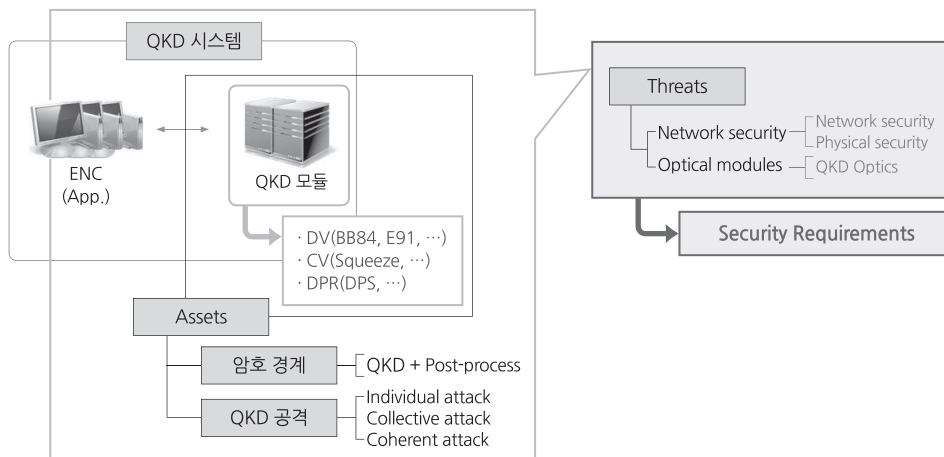 QKD 시스템
ENC
(App.)
QKD 모듈
· DV(BB84, E91, ⋯)
· CV(Squeeze, ⋯)
· DPR(DPS, ⋯)
Assets
암호 경계
QKD + Post-process
QKD 공격
Individual attack
Collective attack
Coherent attack
Threats
Network security
Network security
Physical security
Optical modules
QKD Optics
Security Requirements